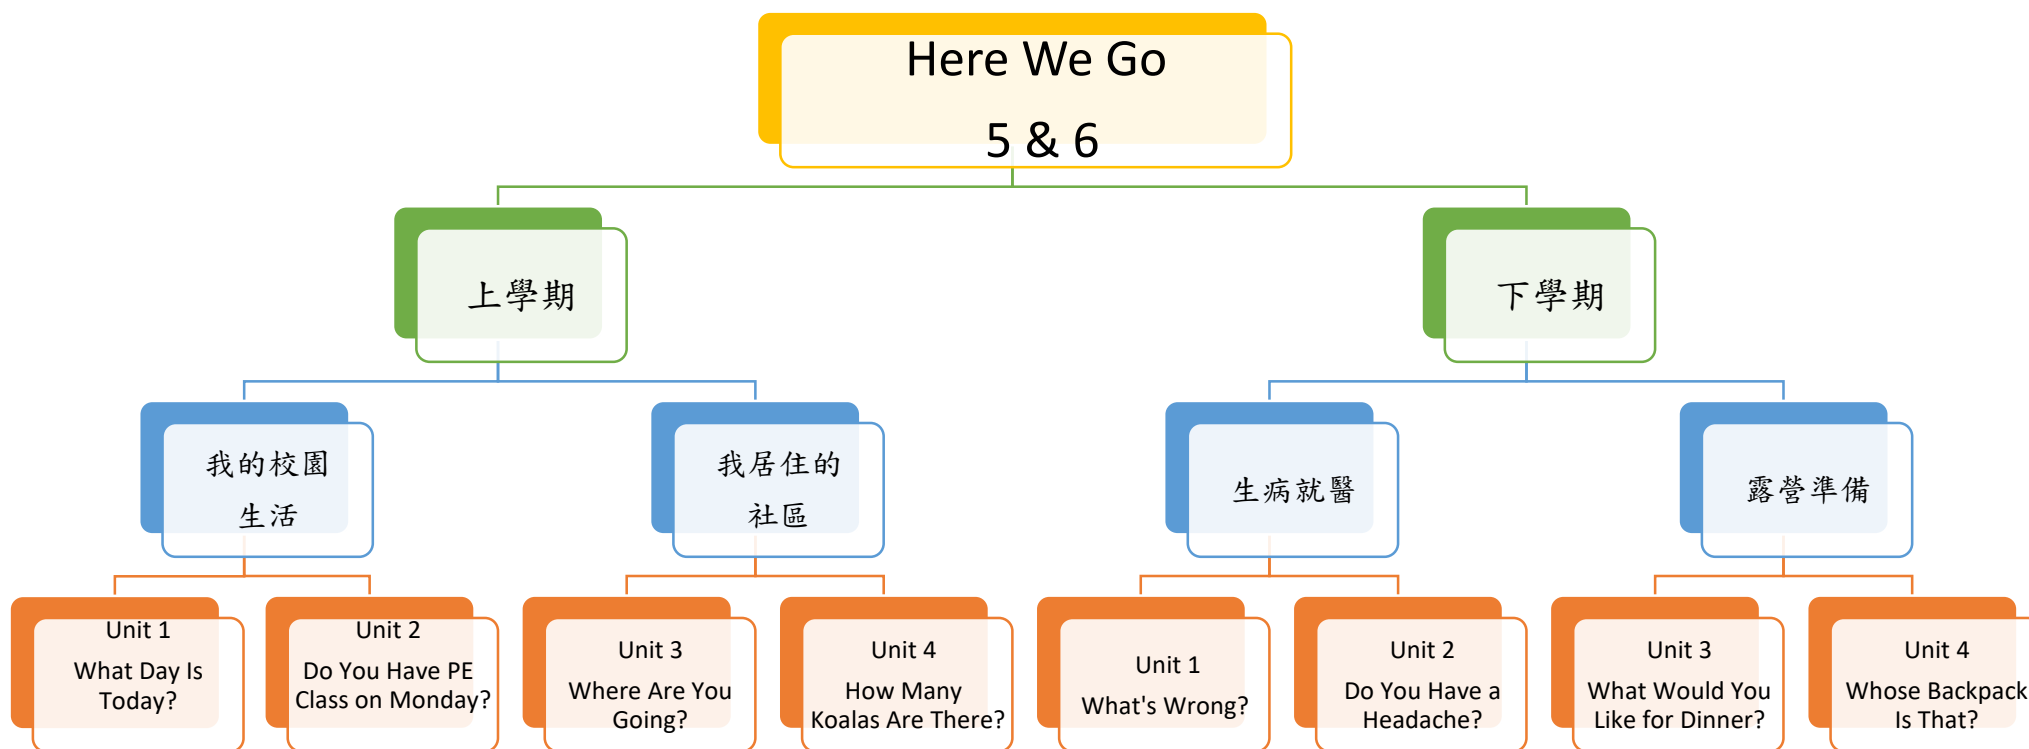 Here We Go
5 & 6
上學期
下學期
我的校園
生活
我居住的
社區
生病就醫
露營準備
Unit 1
What Day Is
Today?
Unit 2
Do You Have PE
Class on Monday?
Unit 3
Where Are You
Going?
Unit 4
How Many
Koalas Are There?
Unit 1
What's Wrong?
Unit 2
Do You Have a
Headache?
Unit 3
What Would You
Like for Dinner?
Unit 4
Whose Backpack
Is That?